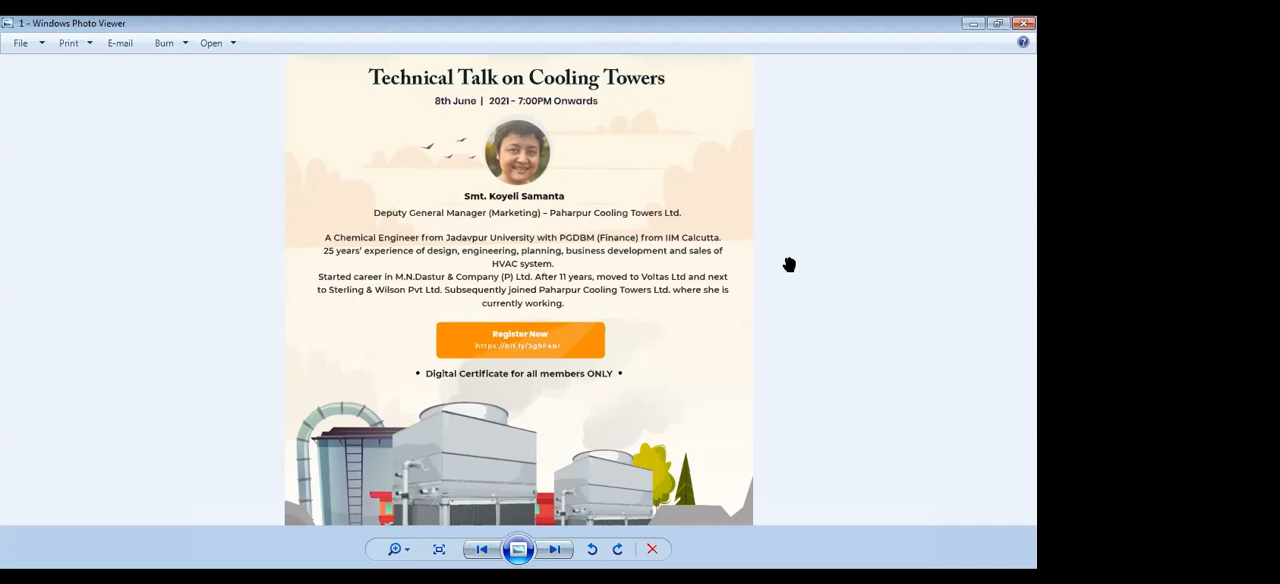 1 - Windows Photo Viewer
File Print E-mail Burn Open
Technical Talk on Cooling Towers
8th June | 2021 - 7:00PM Onwards
Smt. Koyeli Samanta
Deputy General Manager (Marketing) – Paharpur Cooling Towers Ltd.
A Chemical Engineer from Jadavpur University with PGDBM (Finance) from IIM Calcutta.
25 years' experience of design, engineering, planning, business development and sales of
HVAC system.
Started career in M.N.Dastur & Company (P) Ltd. After 11 years, moved to Voltas Ltd and next
to Sterling & Wilson Pvt Ltd. Subsequently joined Paharpur Cooling Towers Ltd. where she is
currently working.
Register Now
• Digital Certificate for all members ONLY •